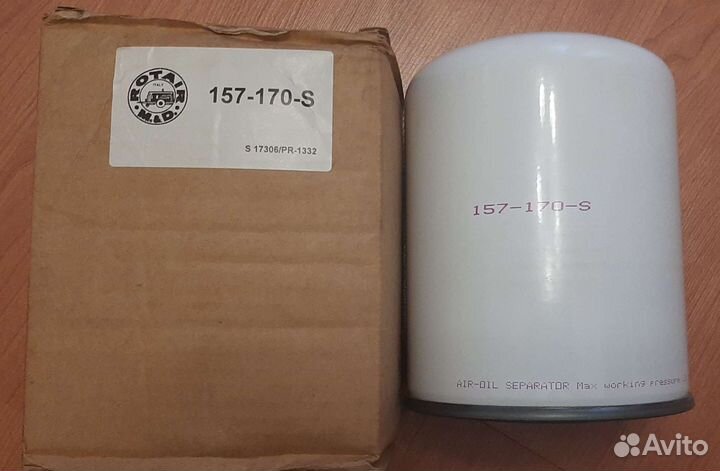 ROTAIR
ITALY
M.&D.
157-170-S
S 17306/PR-1332
157-170-S
AIR-OIL SEPARATOR Max working Pressure
Avito